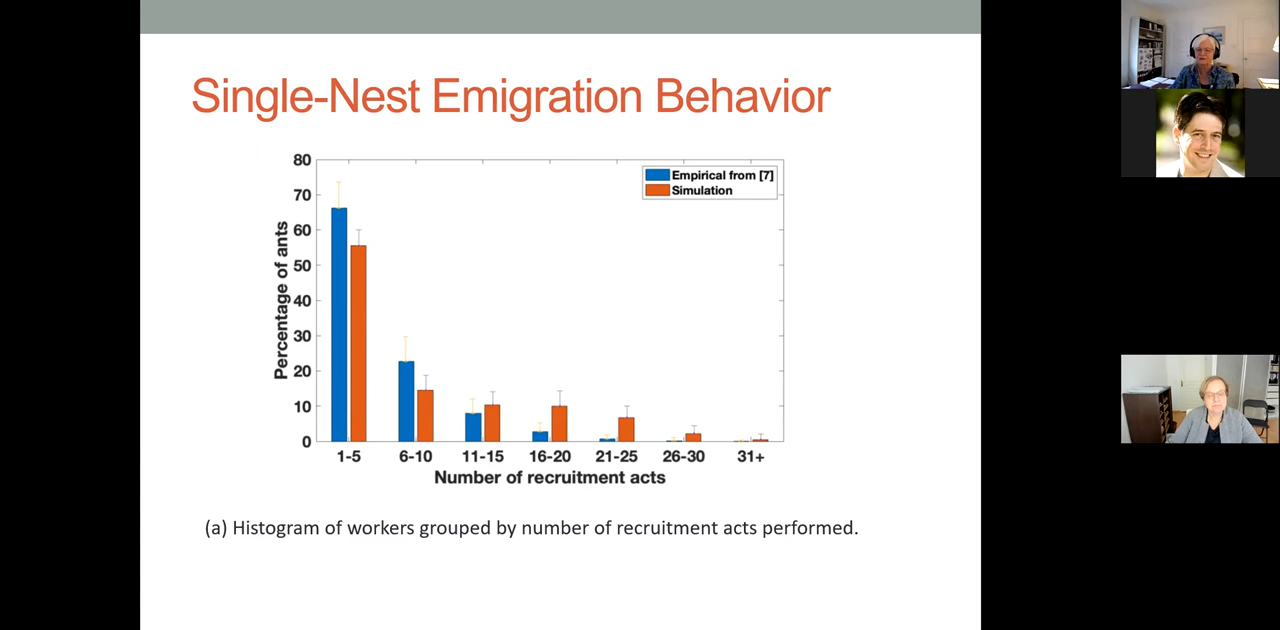 Single-Nest Emigration Behavior
80
70
60
50
40
30
20
10
0
Percentage of ants
Empirical from [7]
Simulation
1-5 6-10 11-15 16-20 21-25 26-30 31+
Number of recruitment acts
(a) Histogram of workers grouped by number of recruitment acts performed.